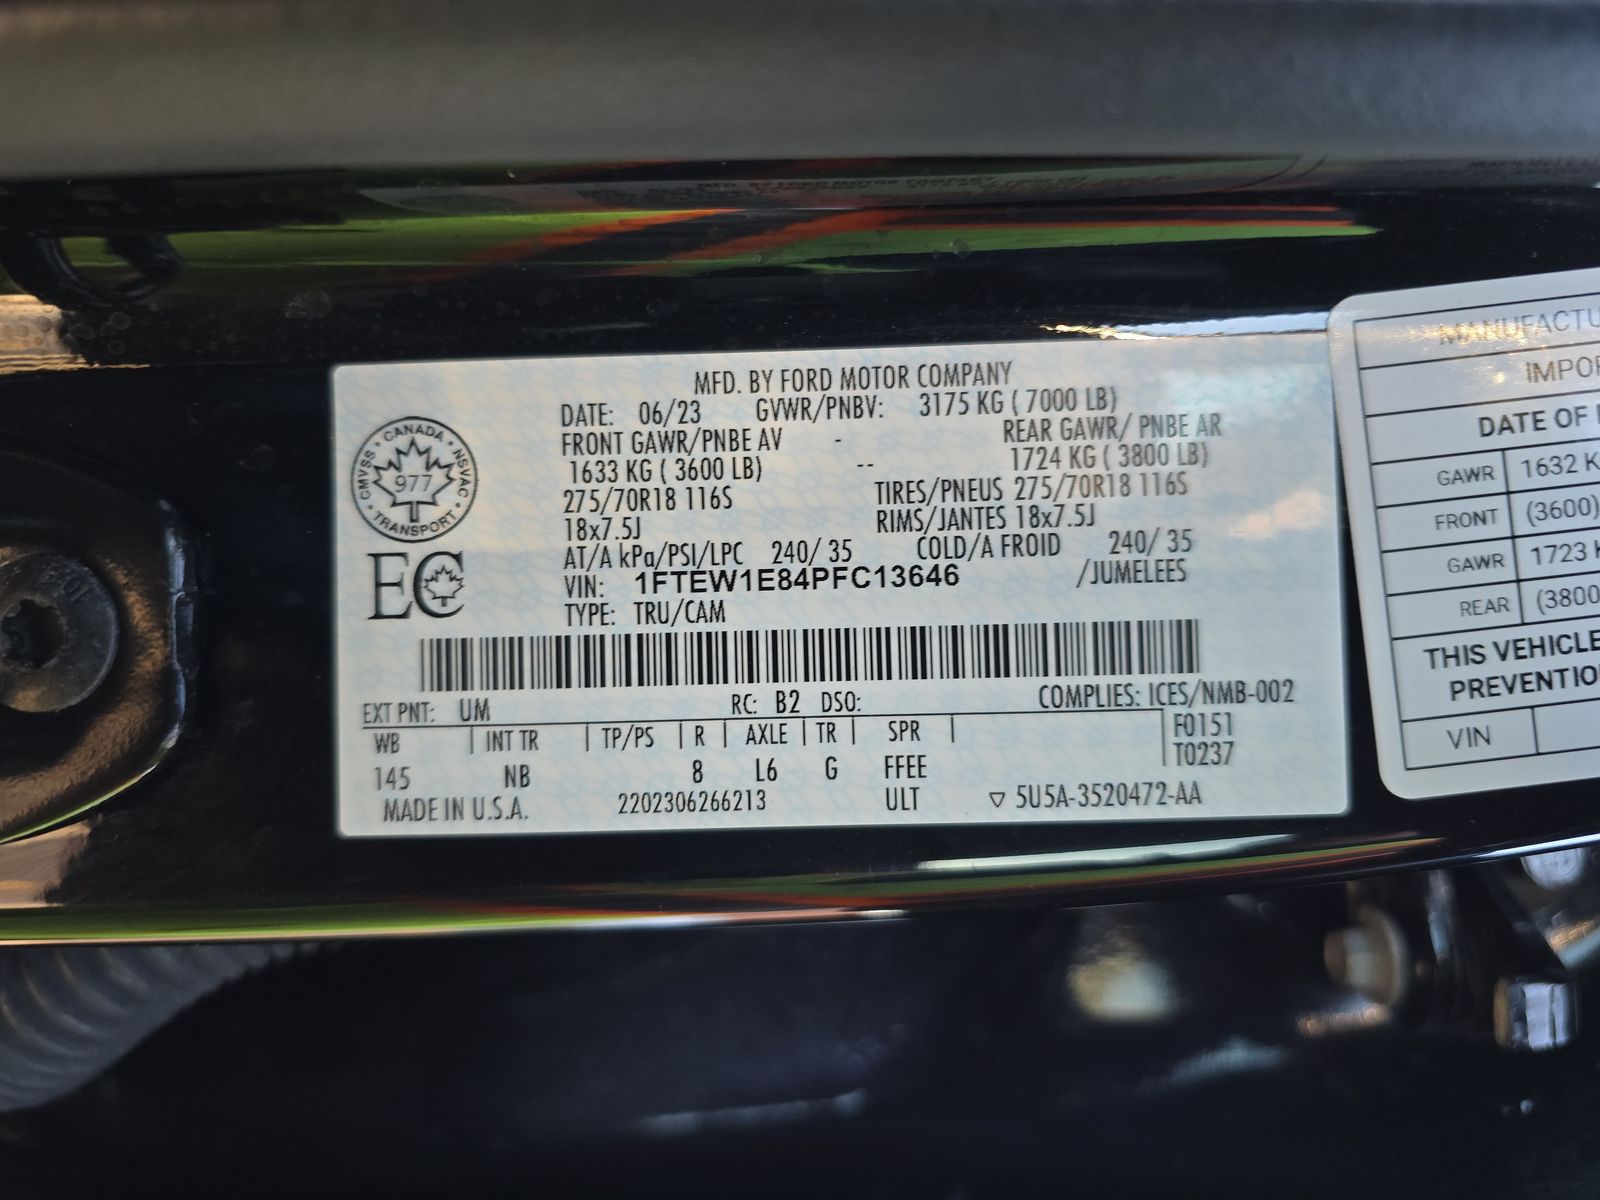 MFD. BY FORD MOTOR COMPANY
DATE: 06/23 GVWR/PNBV: 3175 KG ( 7000 LB)
FRONT GAWR/PNBE AV - REAR GAWR/ PNBE AR
1633 KG ( 3600 LB) -- 1724 KG ( 3800 LB)
275/70R18 116S TIRES/PNEUS 275/70R18 116S
18x7.5J RIMS/JANTES 18x7.5J
AT/A kPa/PSI/LPC 240/ 35 COLD/A FROID 240/ 35
VIN: 1FTEW1E84PFC13646 /JUMELEES
TYPE: TRU/CAM
CANADA
CMVSS 977 NSVAC
TRANSPORT
EC
EXT PNT: UM RC: B2 DSO: COMPLIES: ICES/NMB-002
WB | INT TR | TP/PS | R | AXLE | TR | SPR | F0151
T0237
145 NB 8 L6 G FFEE
MADE IN U.S.A. 2202306266213 ULT ▽ 5U5A-3520472-AA
MANUFACTU
IMPOR
DATE OF
GAWR 1632 K
FRONT (3600)
GAWR 1723
REAR (3800
THIS VEHICLE
PREVENTIO
VIN